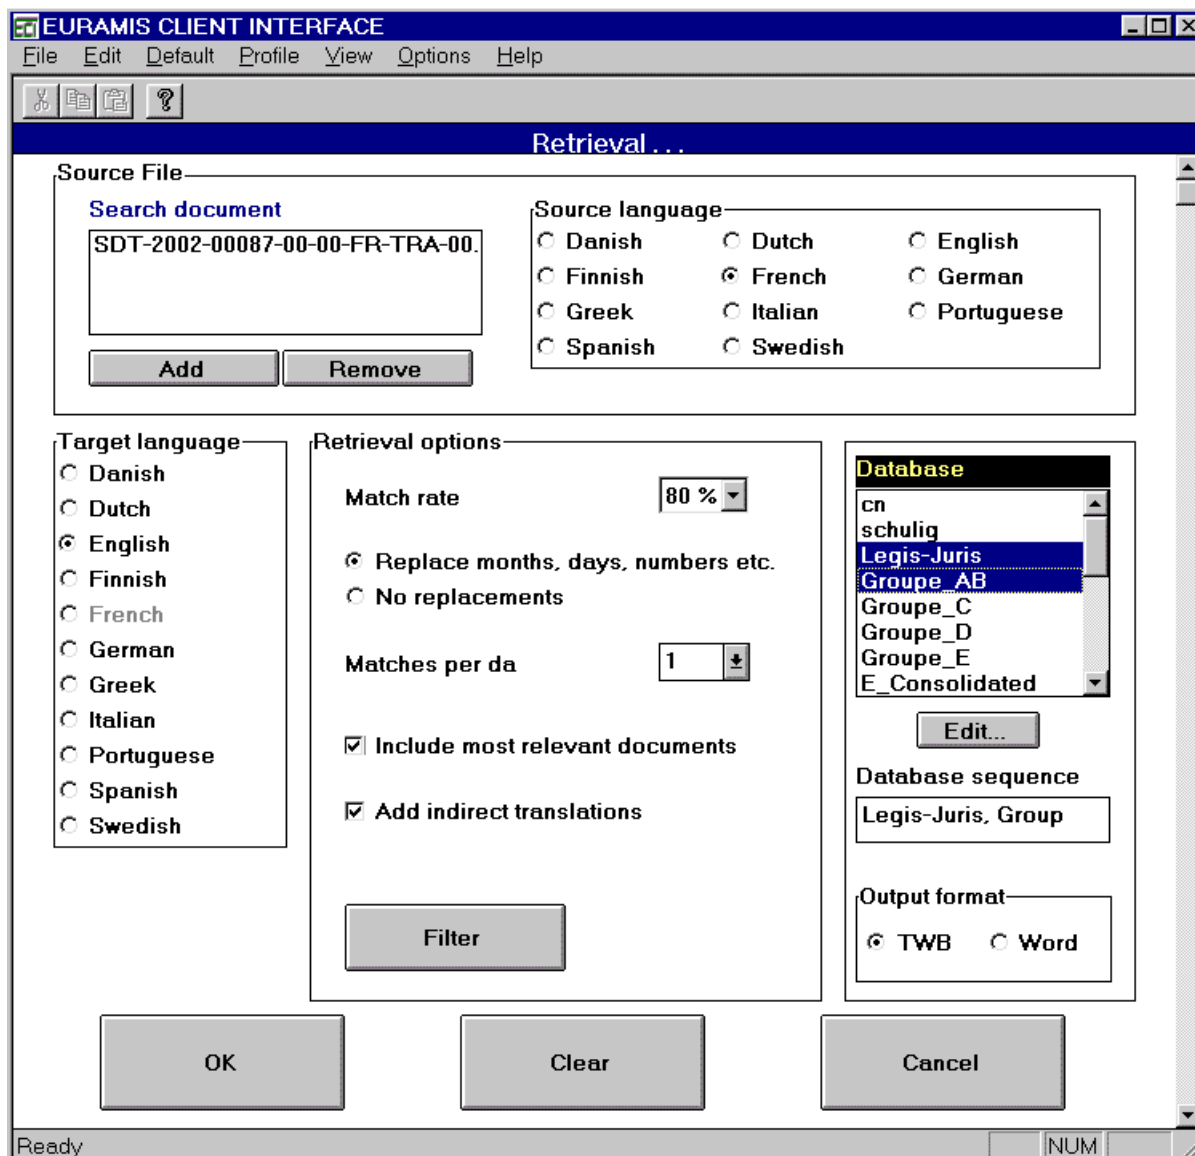 EURAMIS CLIENT INTERFACE
File Edit Default Profile View Options Help
Retrieval . . .
Source File
Search document
SDT-2002-00087-00-00-FR-TRA-00.
Add Remove
Source language
Danish Dutch English
Finnish French German
Greek Italian Portuguese
Spanish Swedish
Target language
Danish
Dutch
English
Finnish
French
German
Greek
Italian
Portuguese
Spanish
Swedish
Retrieval options
Match rate 80 %
Replace months, days, numbers etc.
No replacements
Matches per da 1
Include most relevant documents
Add indirect translations
Filter
Database
cn
schulig
Legis-Juris
Groupe_AB
Groupe_C
Groupe_D
Groupe_E
E_Consolidated
Edit...
Database sequence
Legis-Juris, Group
Output format
TWB Word
OK Clear Cancel
Ready NUM